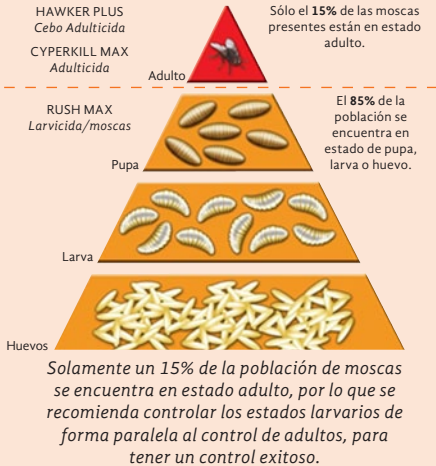 HAWKER PLUS
Cebo Adulticida
CYPERKILL MAX
Adulticida
Adulto
Sólo el 15% de las moscas
presentes están en estado
adulto.
RUSH MAX
Larvicida/moscas
Pupa
El 85% de la
población se
encuentra en
estado de pupa,
larva o huevo.
Larva
Huevos
Solamente un 15% de la población de moscas
se encuentra en estado adulto, por lo que se
recomienda controlar los estados larvarios de
forma paralela al control de adultos, para
tener un control exitoso.